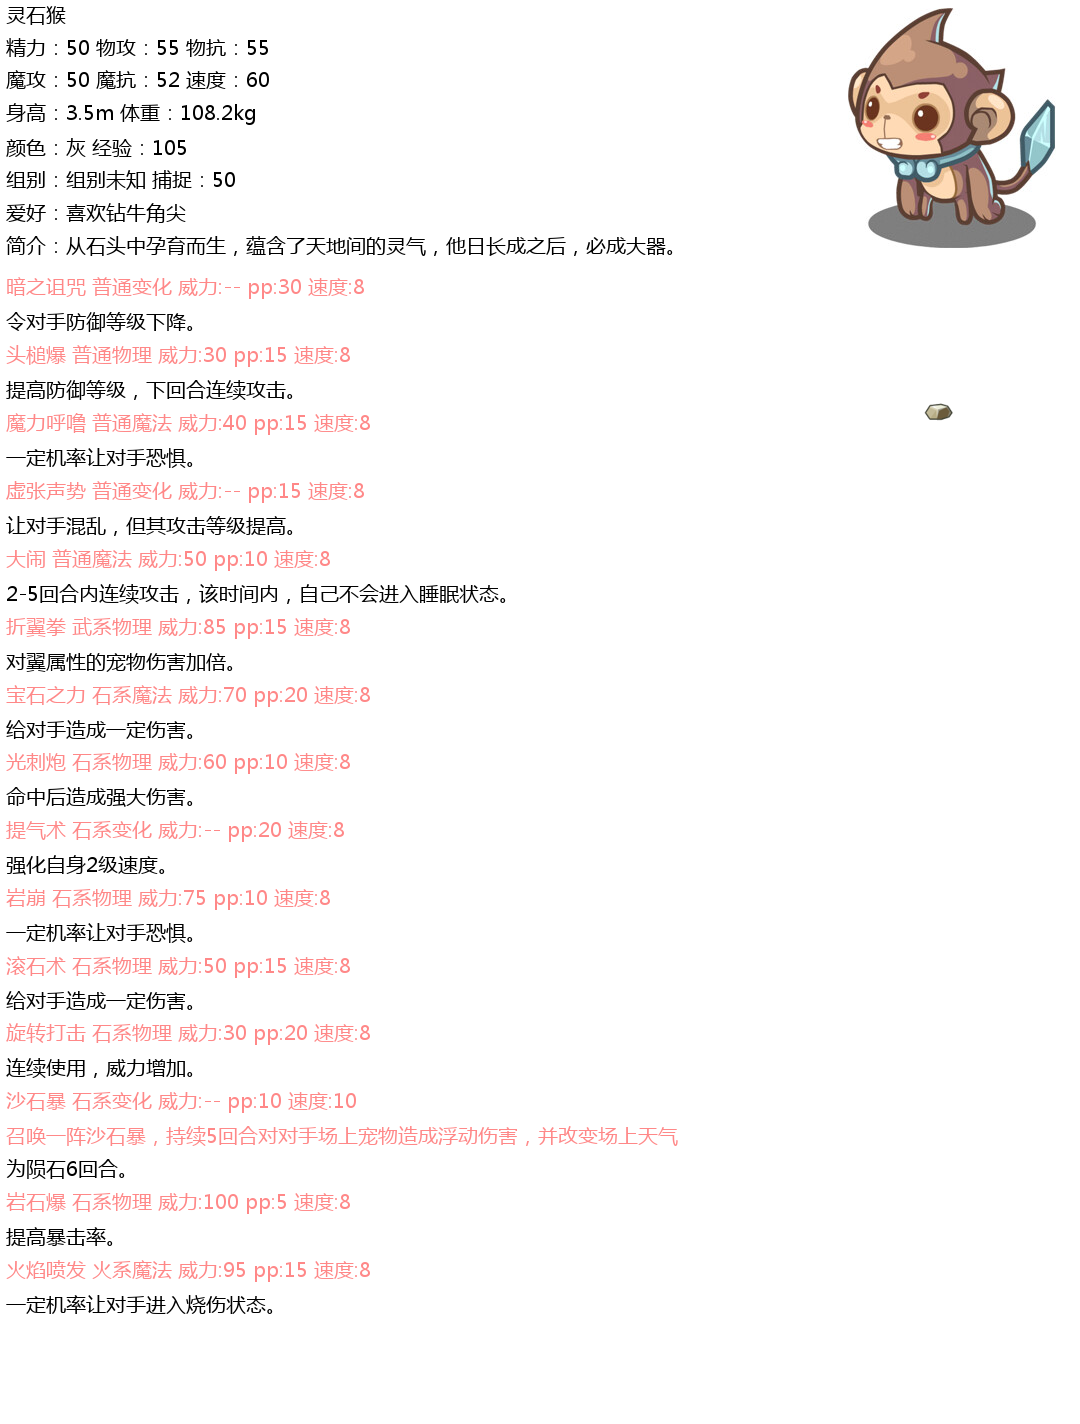 灵石猴
精力：50 物攻：55 物抗：55
魔攻：50 魔抗：52 速度：60
身高：3.5m 体重：108.2kg
颜色：灰 经验：105
组别：组别未知 捕捉：50
爱好：喜欢钻牛角尖
简介：从石头中孕育而生，蕴含了天地间的灵气，他日长成之后，必成大器。
暗之诅咒 普通变化 威力:-- pp:30 速度:8
令对手防御等级下降。
头槌爆 普通物理 威力:30 pp:15 速度:8
提高防御等级，下回合连续攻击。
魔力呼噜 普通魔法 威力:40 pp:15 速度:8
一定机率让对手恐惧。
虚张声势 普通变化 威力:-- pp:15 速度:8
让对手混乱，但其攻击等级提高。
大闹 普通魔法 威力:50 pp:10 速度:8
2-5回合内连续攻击，该时间内，自己不会进入睡眠状态。
折翼拳 武系物理 威力:85 pp:15 速度:8
对翼属性的宠物伤害加倍。
宝石之力 石系魔法 威力:70 pp:20 速度:8
给对手造成一定伤害。
光刺炮 石系物理 威力:60 pp:10 速度:8
命中后造成强大伤害。
提气术 石系变化 威力:-- pp:20 速度:8
强化自身2级速度。
岩崩 石系物理 威力:75 pp:10 速度:8
一定机率让对手恐惧。
滚石术 石系物理 威力:50 pp:15 速度:8
给对手造成一定伤害。
旋转打击 石系物理 威力:30 pp:20 速度:8
连续使用，威力增加。
沙石暴 石系变化 威力:-- pp:10 速度:10
召唤一阵沙石暴，持续5回合对对手场上宠物造成浮动伤害，并改变场上天气
为陨石6回合。
岩石爆 石系物理 威力:100 pp:5 速度:8
提高暴击率。
火焰喷发 火系魔法 威力:95 pp:15 速度:8
一定机率让对手进入烧伤状态。